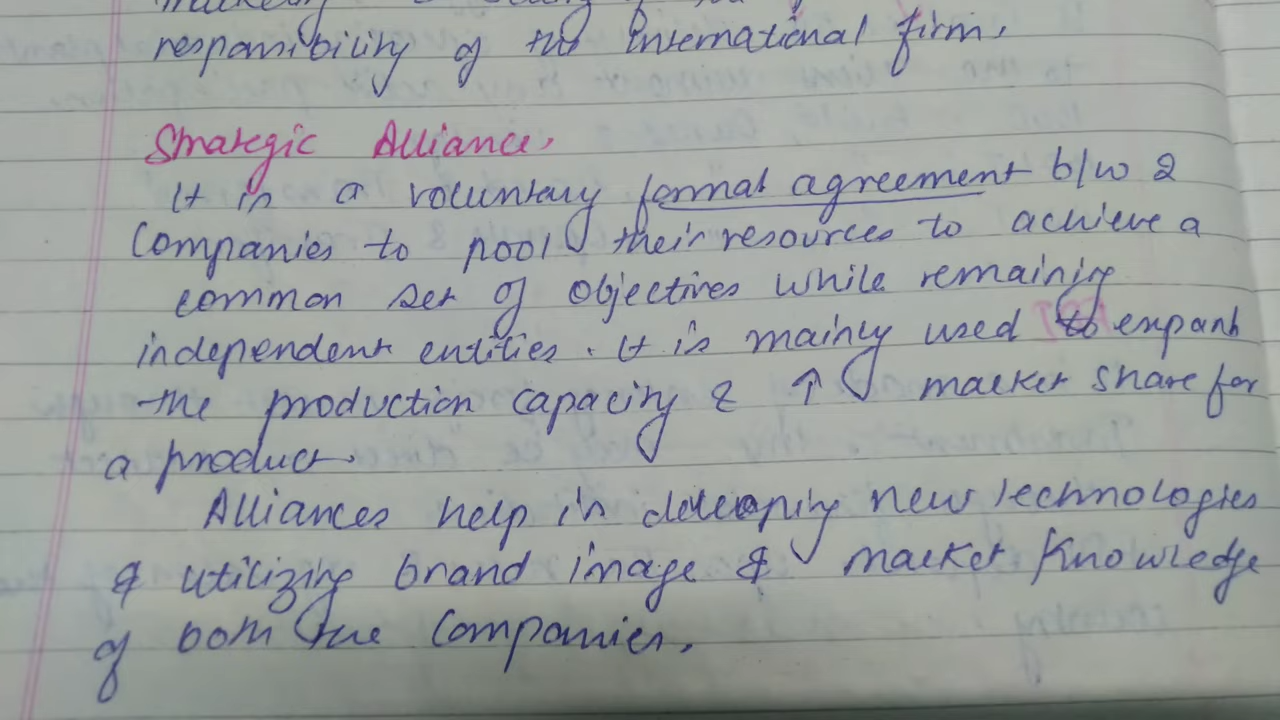 responsibility of the International firm.
Strategic Alliance.
It is a voluntary formal agreement b/w 2
Companies to pool their resources to achieve a
common set of objectives while remaining
independent entities. It is mainly used to expand
the production capacity & ↑ market share for
a product.
Alliances help in developing new technologies
& utilizing brand image & market knowledge
of both the Companies.